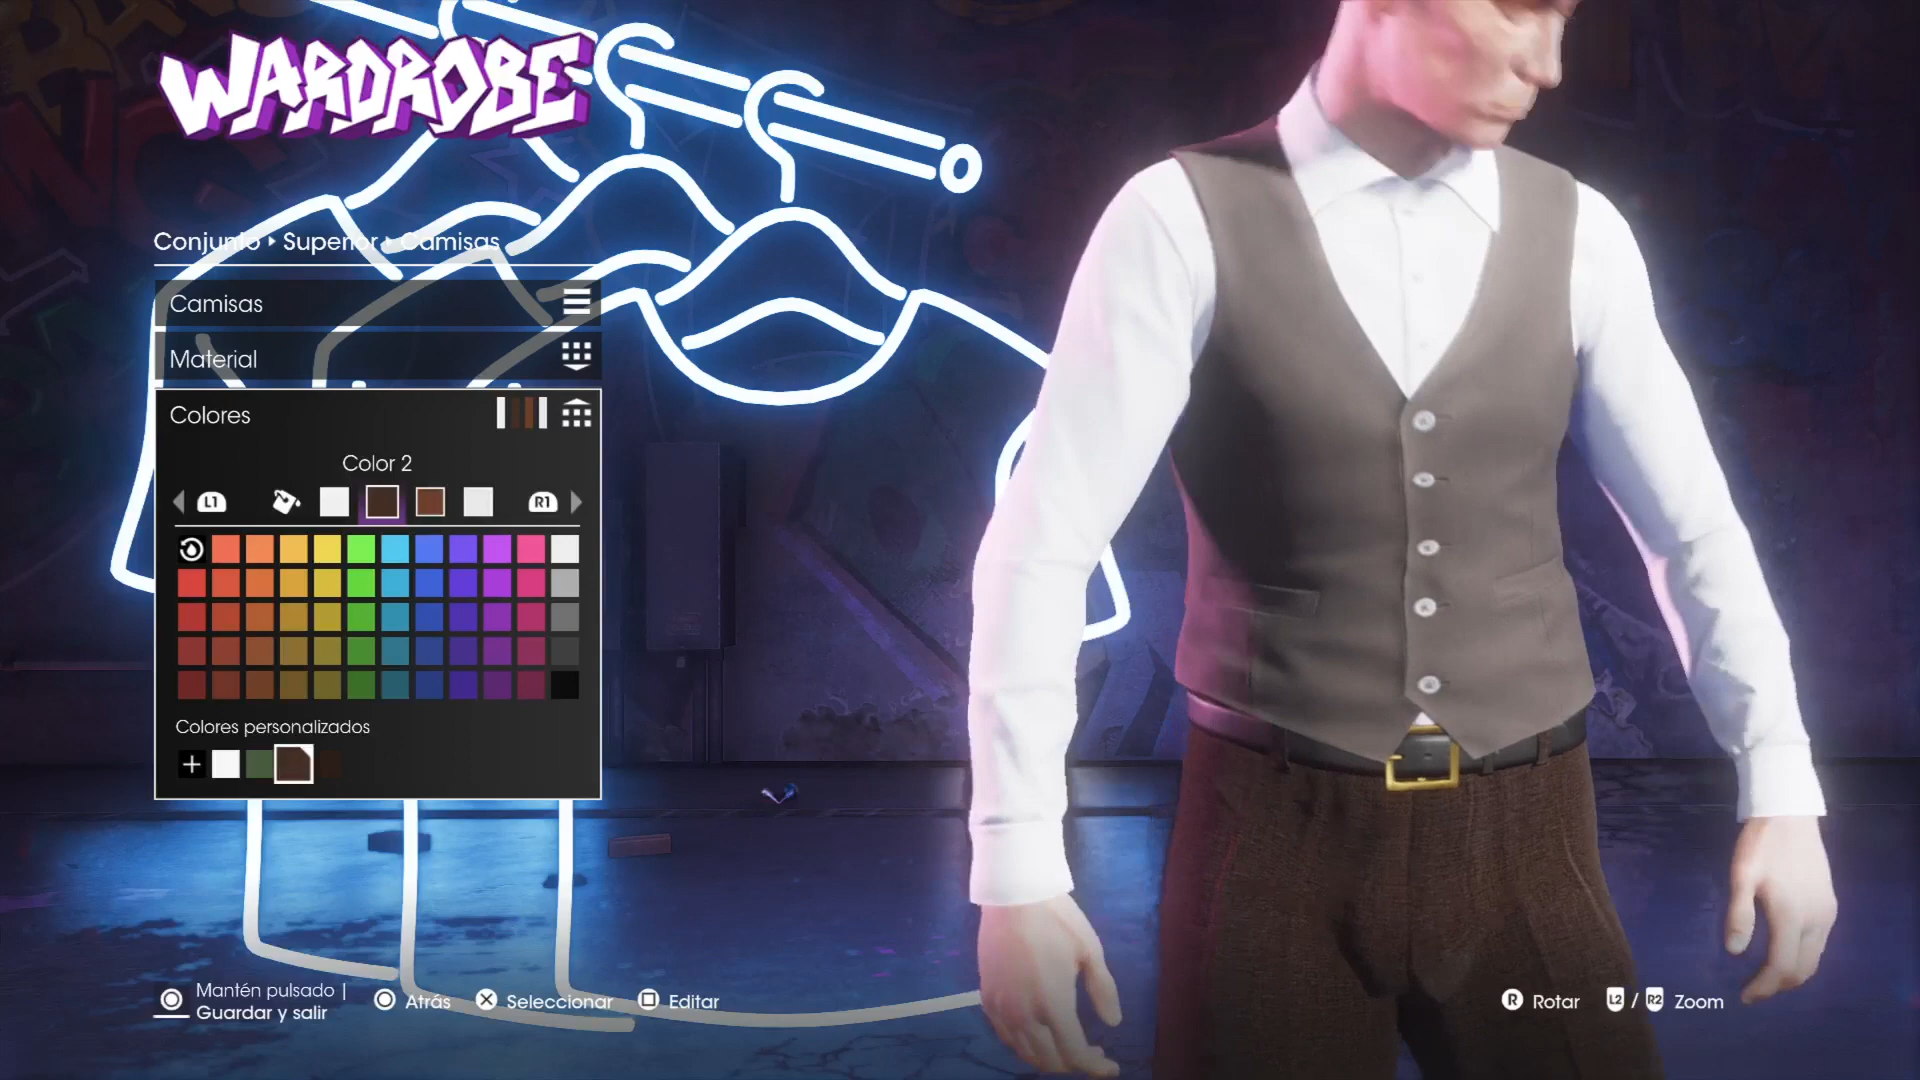 WARDROBE
Conjunto ▸ Superior ▸ Camisas
Camisas
Material
Colores
Color 2
L1 R1
Colores personalizados
Mantén pulsado |
Guardar y salir
Atrás
Seleccionar
Editar
R Rotar
L2 / R2 Zoom